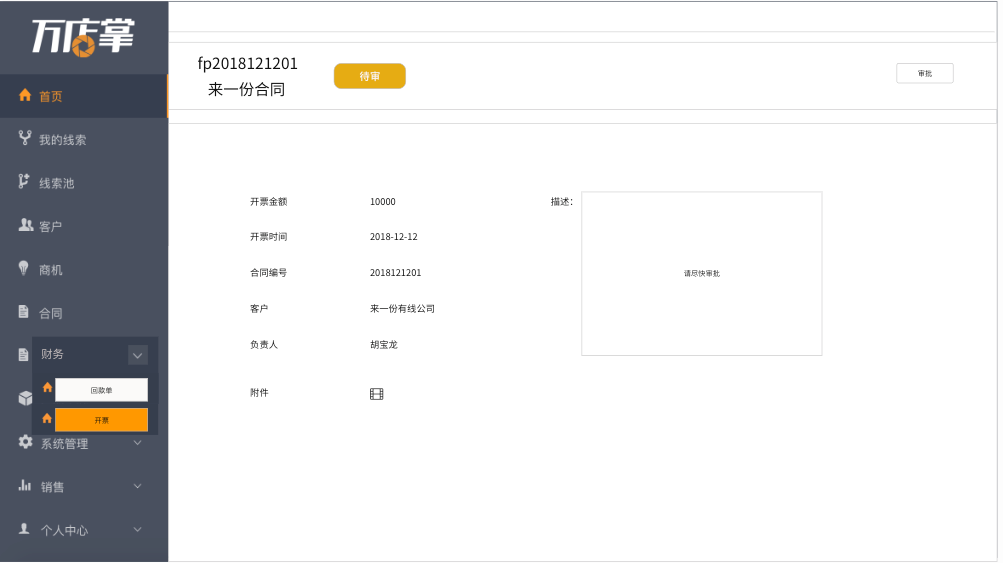 万店掌
首页
我的线索
线索池
客户
商机
合同
财务
回款单
开票
系统管理
销售
个人中心
fp2018121201
来一份合同
待审
审批
开票金额 10000
开票时间 2018-12-12
合同编号 2018121201
客户 来一份有线公司
负责人 胡宝龙
附件
描述:
请尽快审批